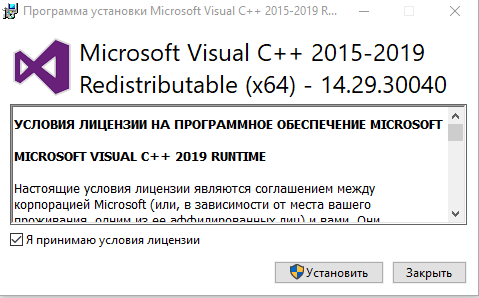 Программа установки Microsoft Visual C++ 2015-2019 R...
Microsoft Visual C++ 2015-2019
Redistributable (x64) - 14.29.30040
УСЛОВИЯ ЛИЦЕНЗИИ НА ПРОГРАММНОЕ ОБЕСПЕЧЕНИЕ MICROSOFT
MICROSOFT VISUAL C++ 2019 RUNTIME
Настоящие условия лицензии являются соглашением между
корпорацией Microsoft (или, в зависимости от места вашего
проживания, одним из ее аффилированных лиц) и вами. Они
Я принимаю условия лицензии
Установить
Закрыть